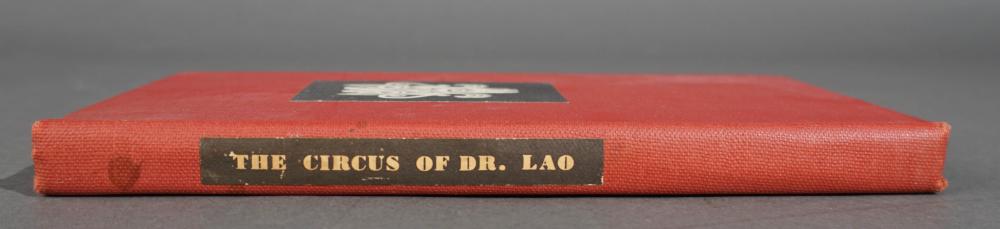 THE CIRCUS OF DR. LAO